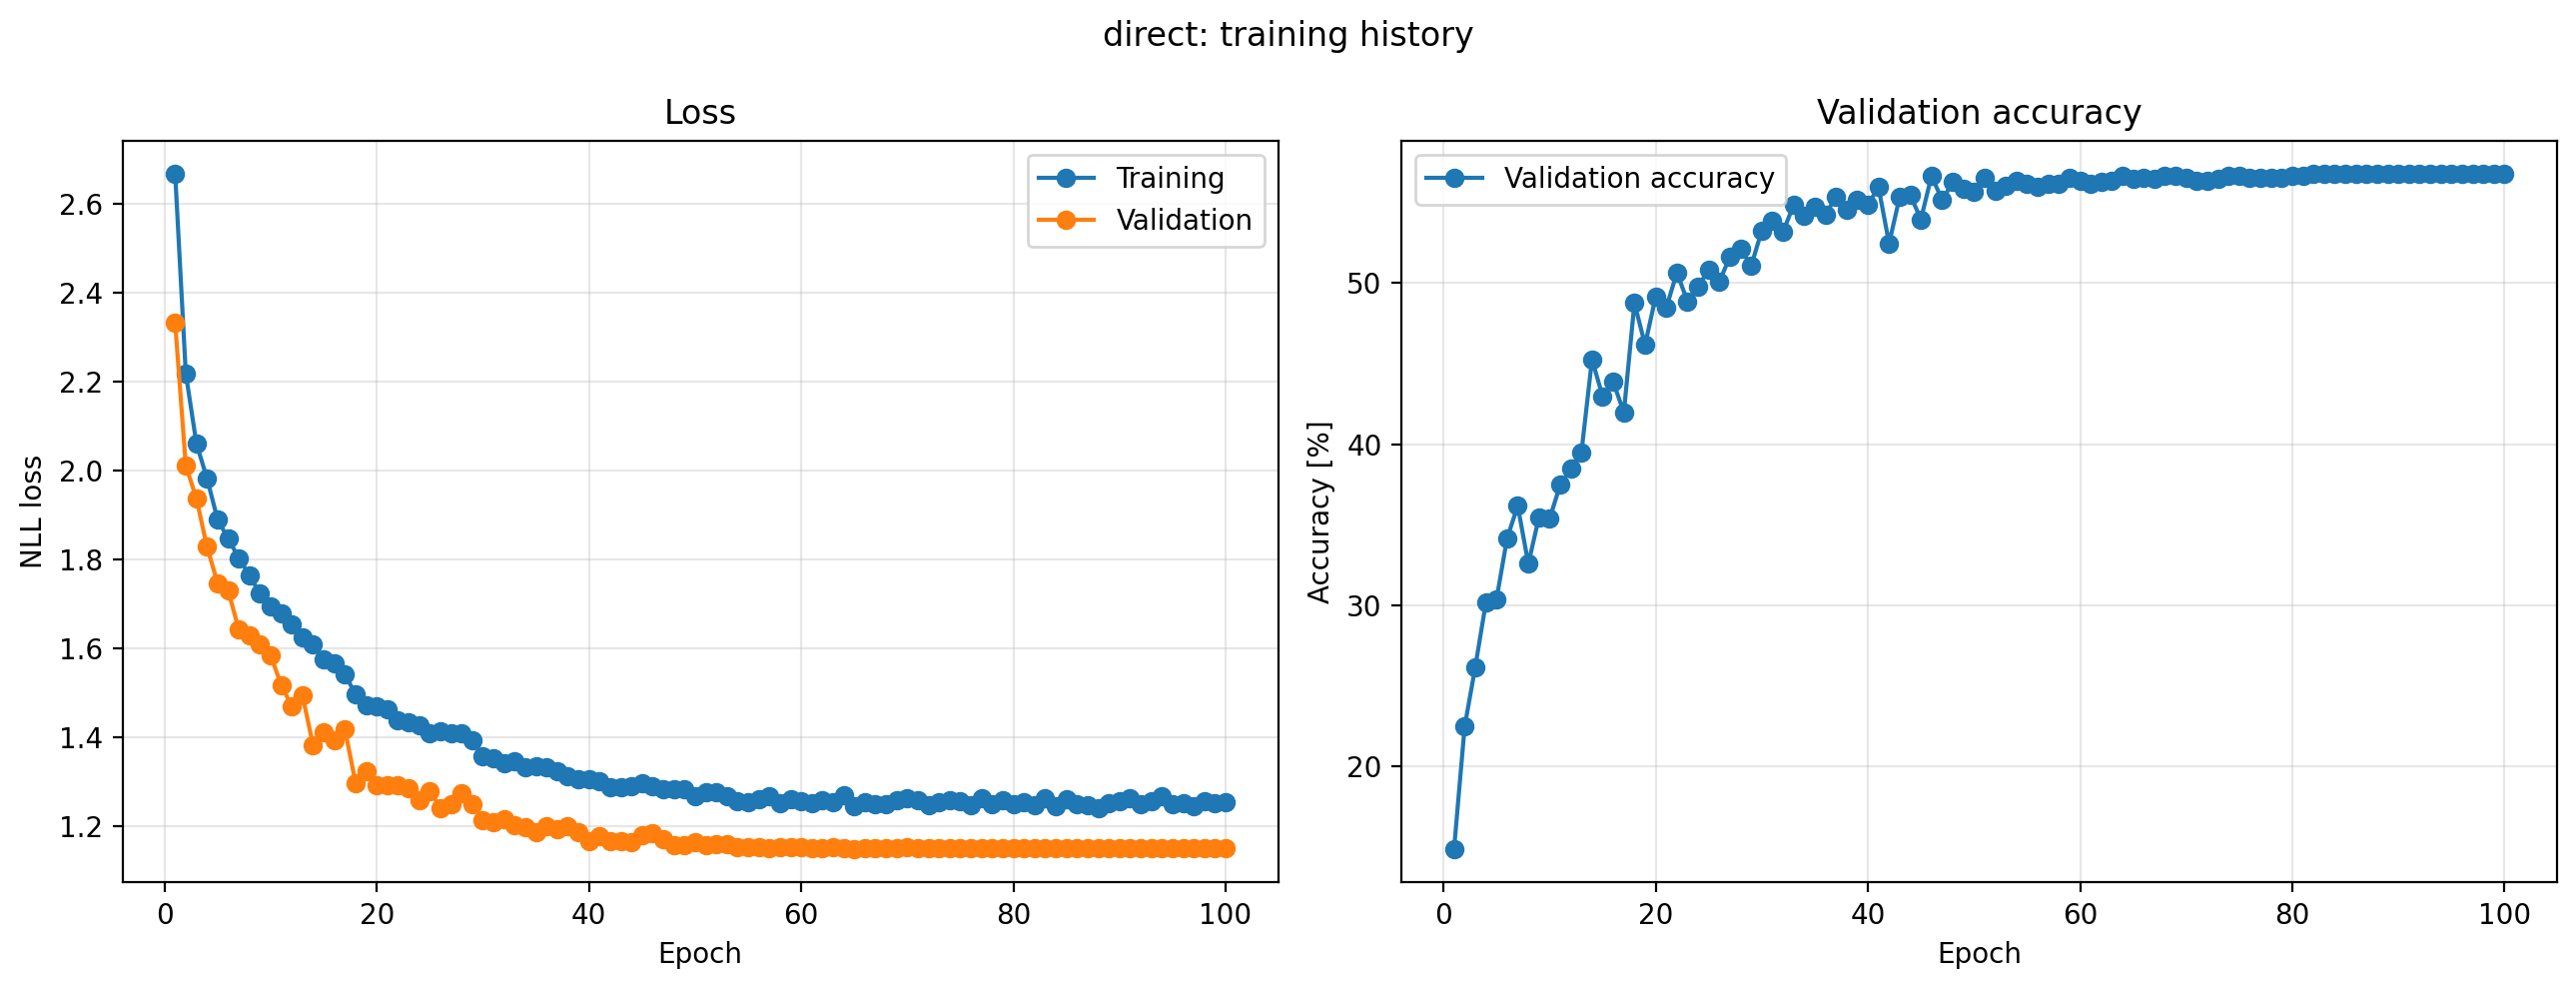 direct: training history
Loss
Training
Validation
2.6
2.4
2.2
2.0
1.8
1.6
1.4
1.2
NLL loss
0 20 40 60 80 100
Epoch
Validation accuracy
Validation accuracy
50
40
30
20
Accuracy [%]
0 20 40 60 80 100
Epoch